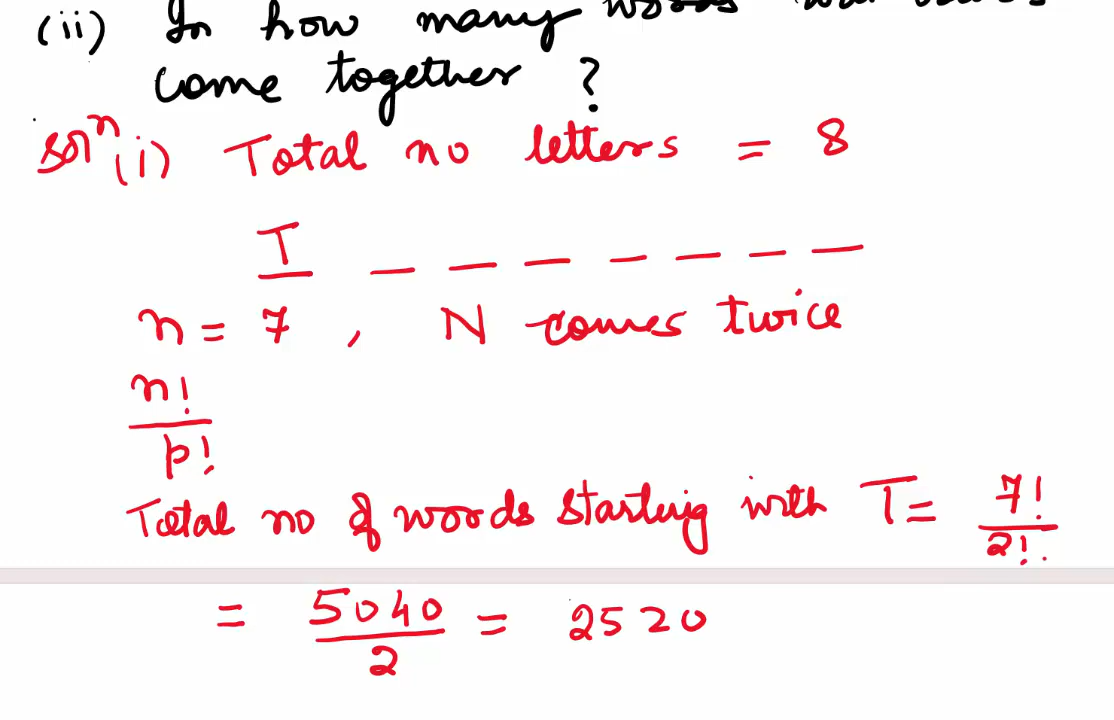 (ii) In how many words
come together ?
solⁿ (i) Total no letters = 8
T _ _ _ _ _ _ _
n = 7 , N comes twice
n!
p!
Total no of words starting with T = 7!/2!
= 5040/2 = 2520